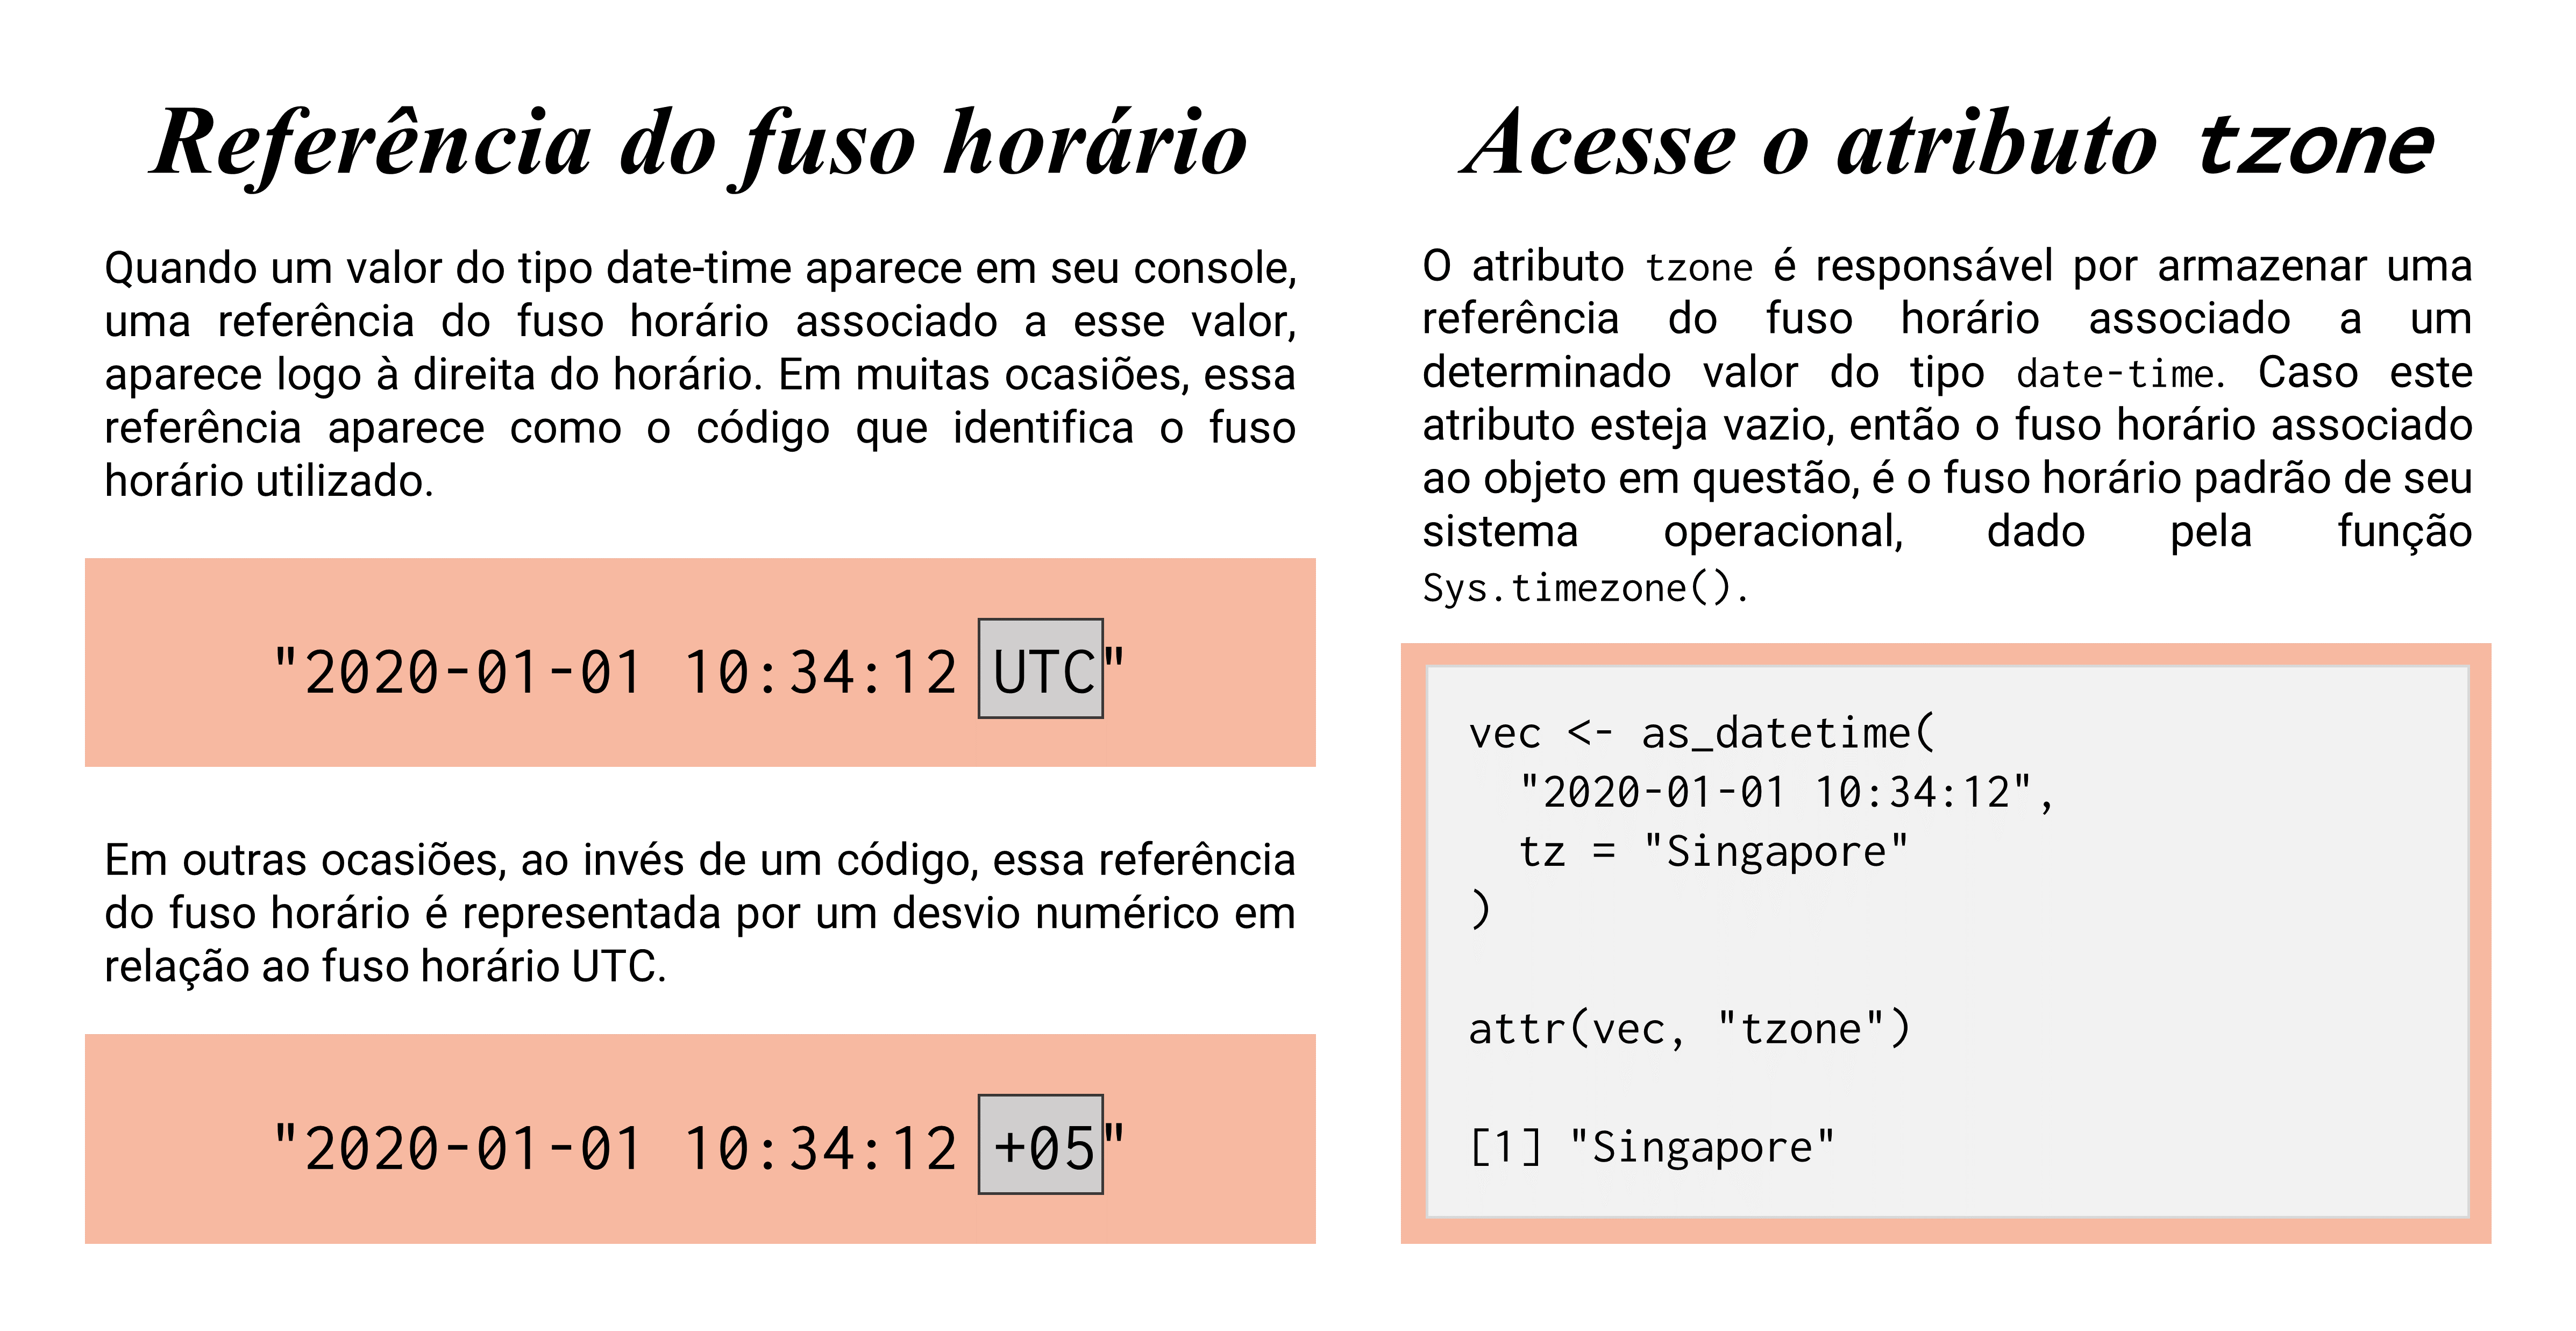 Referência do fuso horário
Quando um valor do tipo date-time aparece em seu console,
uma referência do fuso horário associado a esse valor,
aparece logo à direita do horário. Em muitas ocasiões, essa
referência aparece como o código que identifica o fuso
horário utilizado.
"2020-01-01 10:34:12 UTC"
Em outras ocasiões, ao invés de um código, essa referência
do fuso horário é representada por um desvio numérico em
relação ao fuso horário UTC.
"2020-01-01 10:34:12 +05"
Acesse o atributo tzone
O atributo tzone é responsável por armazenar uma
referência do fuso horário associado a um
determinado valor do tipo date-time. Caso este
atributo esteja vazio, então o fuso horário associado
ao objeto em questão, é o fuso horário padrão de seu
sistema operacional, dado pela função
Sys.timezone().
vec <- as_datetime(
  "2020-01-01 10:34:12",
  tz = "Singapore"
)
attr(vec, "tzone")
[1] "Singapore"